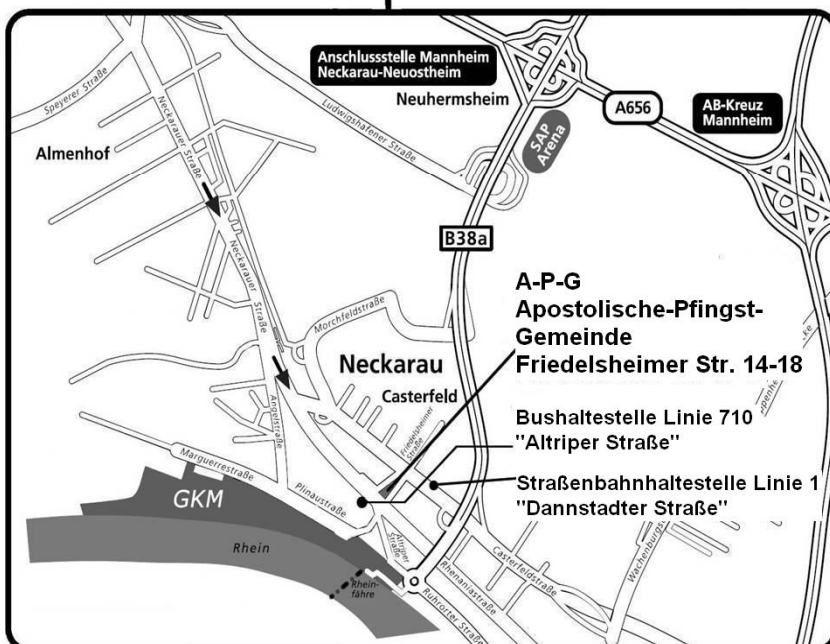 Anschlussstelle Mannheim
Neckarau-Neuostheim
Neuhermsheim
A656
AB-Kreuz
Mannheim
SAP
Arena
Speyerer Straße
Neckarauer Straße
Ludwigshafener Straße
Almenhof
B38a
Neckarauer Straße
A-P-G
Apostolische-Pfingst-
Gemeinde
Friedelsheimer Str. 14-18
Morchfeldstraße
Neckarau
Casterfeld
Friedelsheimer
Straße
Angelstraße
Bushaltestelle Linie 710
"Altriper Straße"
Marguerrestraße
Straßenbahnhaltestelle Linie 1
"Dannstadter Straße"
GKM
Plinaustraße
Altriper
Straße
Rhein
Rhein-
fähre
Rhenaniastraße
Casterfeldstraße
Ruhrorter Straße